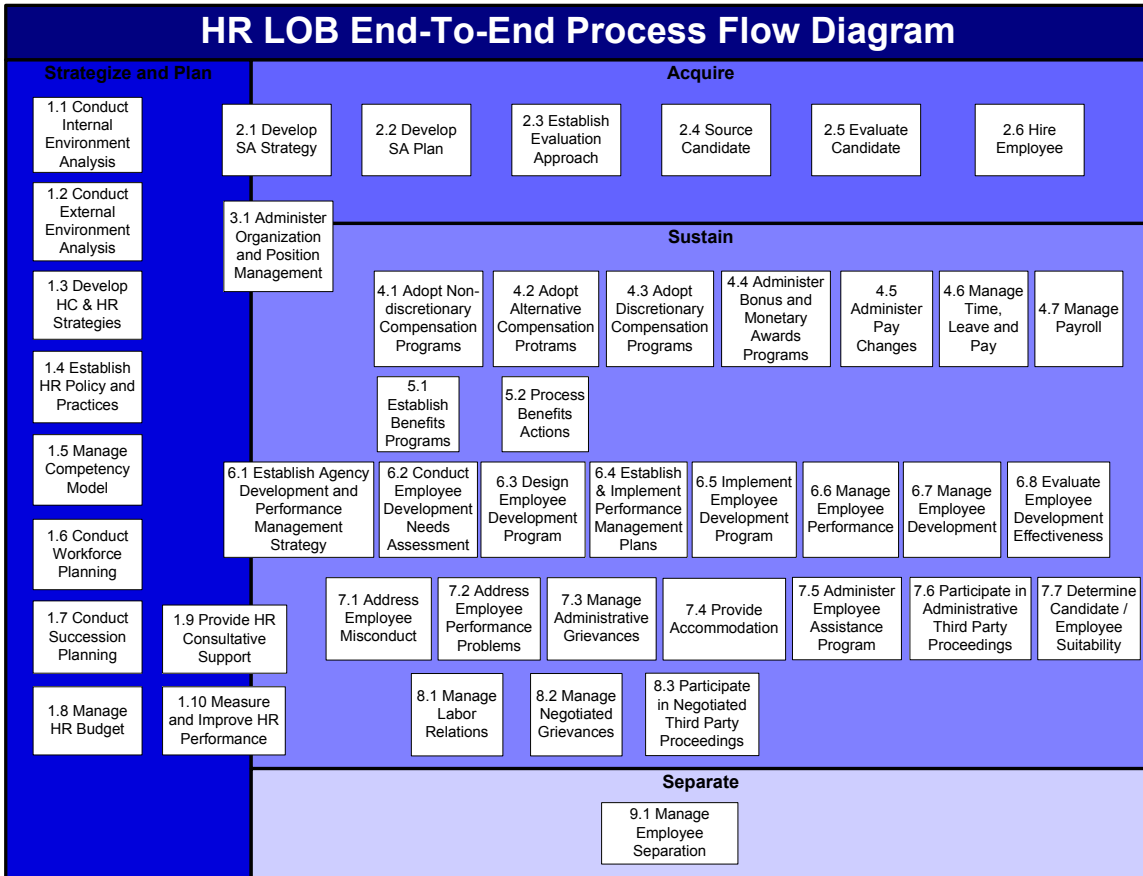 HR LOB End-To-End Process Flow Diagram
Strategize and Plan
1.1 Conduct
Internal
Environment
Analysis
1.2 Conduct
External
Environment
Analysis
1.3 Develop
HC & HR
Strategies
1.4 Establish
HR Policy and
Practices
1.5 Manage
Competency
Model
1.6 Conduct
Workforce
Planning
1.7 Conduct
Succession
Planning
1.8 Manage
HR Budget
1.9 Provide HR
Consultative
Support
1.10 Measure
and Improve HR
Performance
Acquire
2.1 Develop
SA Strategy
2.2 Develop
SA Plan
2.3 Establish
Evaluation
Approach
2.4 Source
Candidate
2.5 Evaluate
Candidate
2.6 Hire
Employee
3.1 Administer
Organization
and Position
Management
Sustain
4.1 Adopt Non-
discretionary
Compensation
Programs
4.2 Adopt
Alternative
Compensation
Protrams
4.3 Adopt
Discretionary
Compensation
Programs
4.4 Administer
Bonus and
Monetary
Awards
Programs
4.5
Administer
Pay
Changes
4.6 Manage
Time,
Leave and
Pay
4.7 Manage
Payroll
5.1
Establish
Benefits
Programs
5.2 Process
Benefits
Actions
6.1 Establish Agency
Development and
Performance
Management
Strategy
6.2 Conduct
Employee
Development
Needs
Assessment
6.3 Design
Employee
Development
Program
6.4 Establish
& Implement
Performance
Management
Plans
6.5 Implement
Employee
Development
Program
6.6 Manage
Employee
Performance
6.7 Manage
Employee
Development
6.8 Evaluate
Employee
Development
Effectiveness
7.1 Address
Employee
Misconduct
7.2 Address
Employee
Performance
Problems
7.3 Manage
Administrative
Grievances
7.4 Provide
Accommodation
7.5 Administer
Employee
Assistance
Program
7.6 Participate in
Administrative
Third Party
Proceedings
7.7 Determine
Candidate /
Employee
Suitability
8.1 Manage
Labor
Relations
8.2 Manage
Negotiated
Grievances
8.3 Participate
in Negotiated
Third Party
Proceedings
Separate
9.1 Manage
Employee
Separation